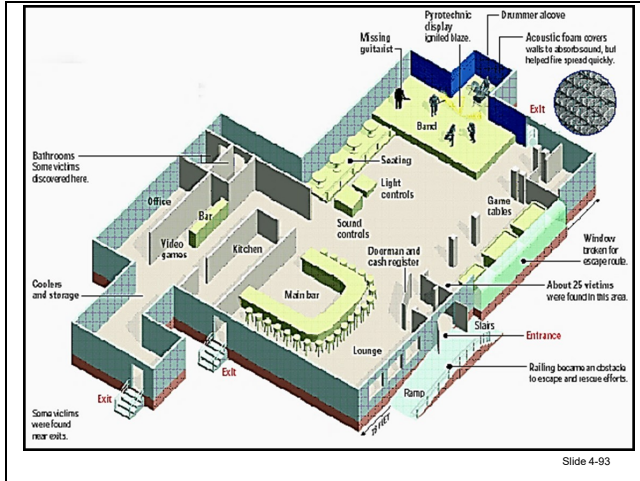 Pyrotechnic
display
ignited blaze.
Drummer alcove
Missing
guitarist
Acoustic foam covers
walls to absorb sound, but
helped fire spread quickly.
Exit
Band
Bathrooms
Some victims
discovered here.
Seating
Light
controls
Office
Bar
Game
tables
Sound
controls
Video
games
Kitchen
Doorman and
cash register
Window
broken for
escape route.
Coolers
and storage
About 25 victims
were found in this area.
Main bar
Stairs
Entrance
Lounge
Exit
Railing became an obstacle
to escape and rescue efforts.
Ramp
Exit
Some victims
were found
near exits.
FEET
Slide 4-93